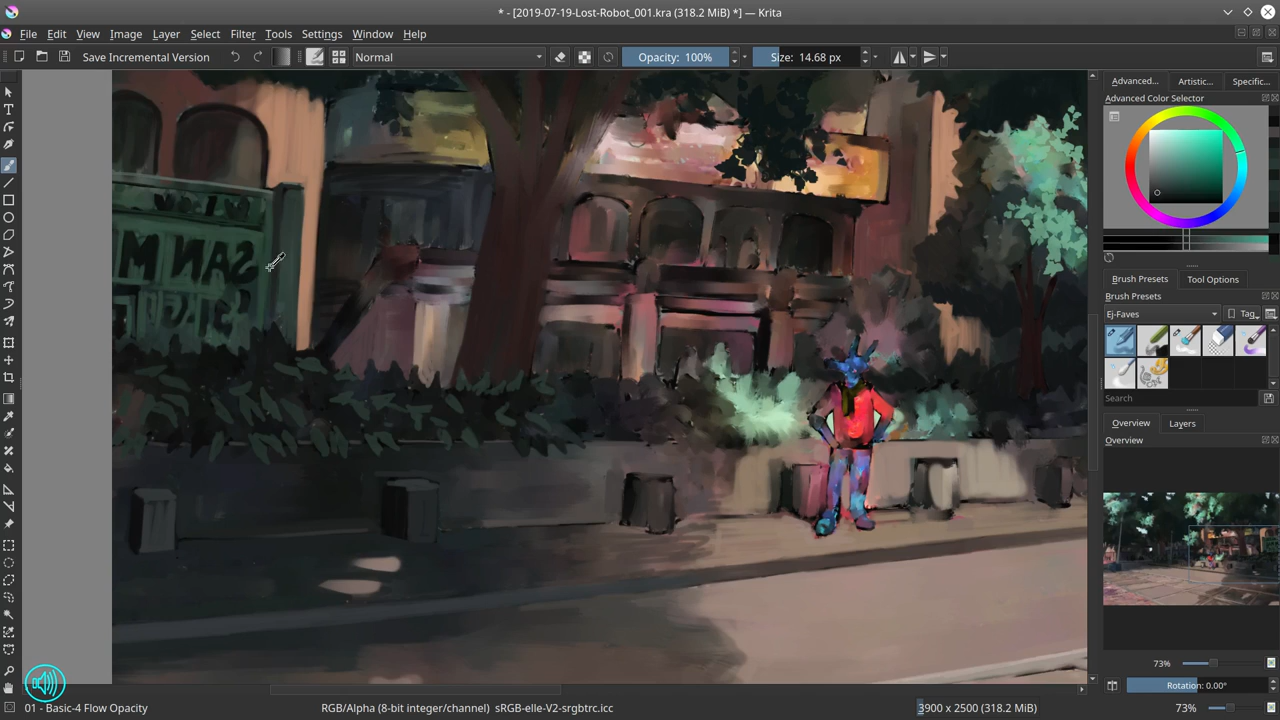 * - [2019-07-19-Lost-Robot_001.kra (318.2 MiB) *] — Krita
File Edit View Image Layer Select Filter Tools Settings Window Help
Save Incremental Version Normal Opacity: 100% Size: 14.68 px
Advanced... Artistic... Specific...
Advanced Color Selector
SAN M
Brush Presets Tool Options
Brush Presets
Ej-Faves Tag
Search
Overview Layers
Overview
73%
Rotation: 0.00°
01 - Basic-4 Flow Opacity RGB/Alpha (8-bit integer/channel) sRGB-elle-V2-srgbtrc.icc 3900 x 2500 (318.2 MiB) 73%